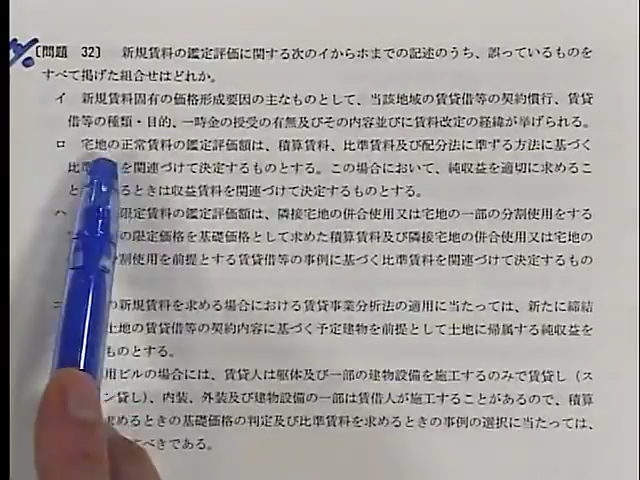 〔問題 32〕 新規賃料の鑑定評価に関する次のイからホまでの記述のうち、誤っているものを
すべて掲げた組合せはどれか。
イ 新規賃料固有の価格形成要因の主なものとして、当該地域の賃貸借等の契約慣行、賃貸
借等の種類・目的、一時金の授受の有無及びその内容並びに賃料改定の経緯が挙げられる。
ロ 宅地の正常賃料の鑑定評価額は、積算賃料、比準賃料及び配分法に準ずる方法に基づく
比準 を関連づけて決定するものとする。この場合において、純収益を適切に求めるこ
と るときは収益賃料を関連づけて決定するものとする。
ハ 限定賃料の鑑定評価額は、隣接宅地の併合使用又は宅地の一部の分割使用をする
の限定価格を基礎価格として求めた積算賃料及び隣接宅地の併合使用又は宅地の
割使用を前提とする賃貸借等の事例に基づく比準賃料を関連づけて決定するもの
の新規賃料を求める場合における賃貸事業分析法の適用に当たっては、新たに締結
土地の賃貸借等の契約内容に基づく予定建物を前提として土地に帰属する純収益を
ものとする。
用ビルの場合には、賃貸人は躯体及び一部の建物設備を施工するのみで賃貸し（ス
ン貸し）、内装、外装及び建物設備の一部は賃借人が施工することがあるので、積算
求めるときの基礎価格の判定及び比準賃料を求めるときの事例の選択に当たっては、
すべきである。